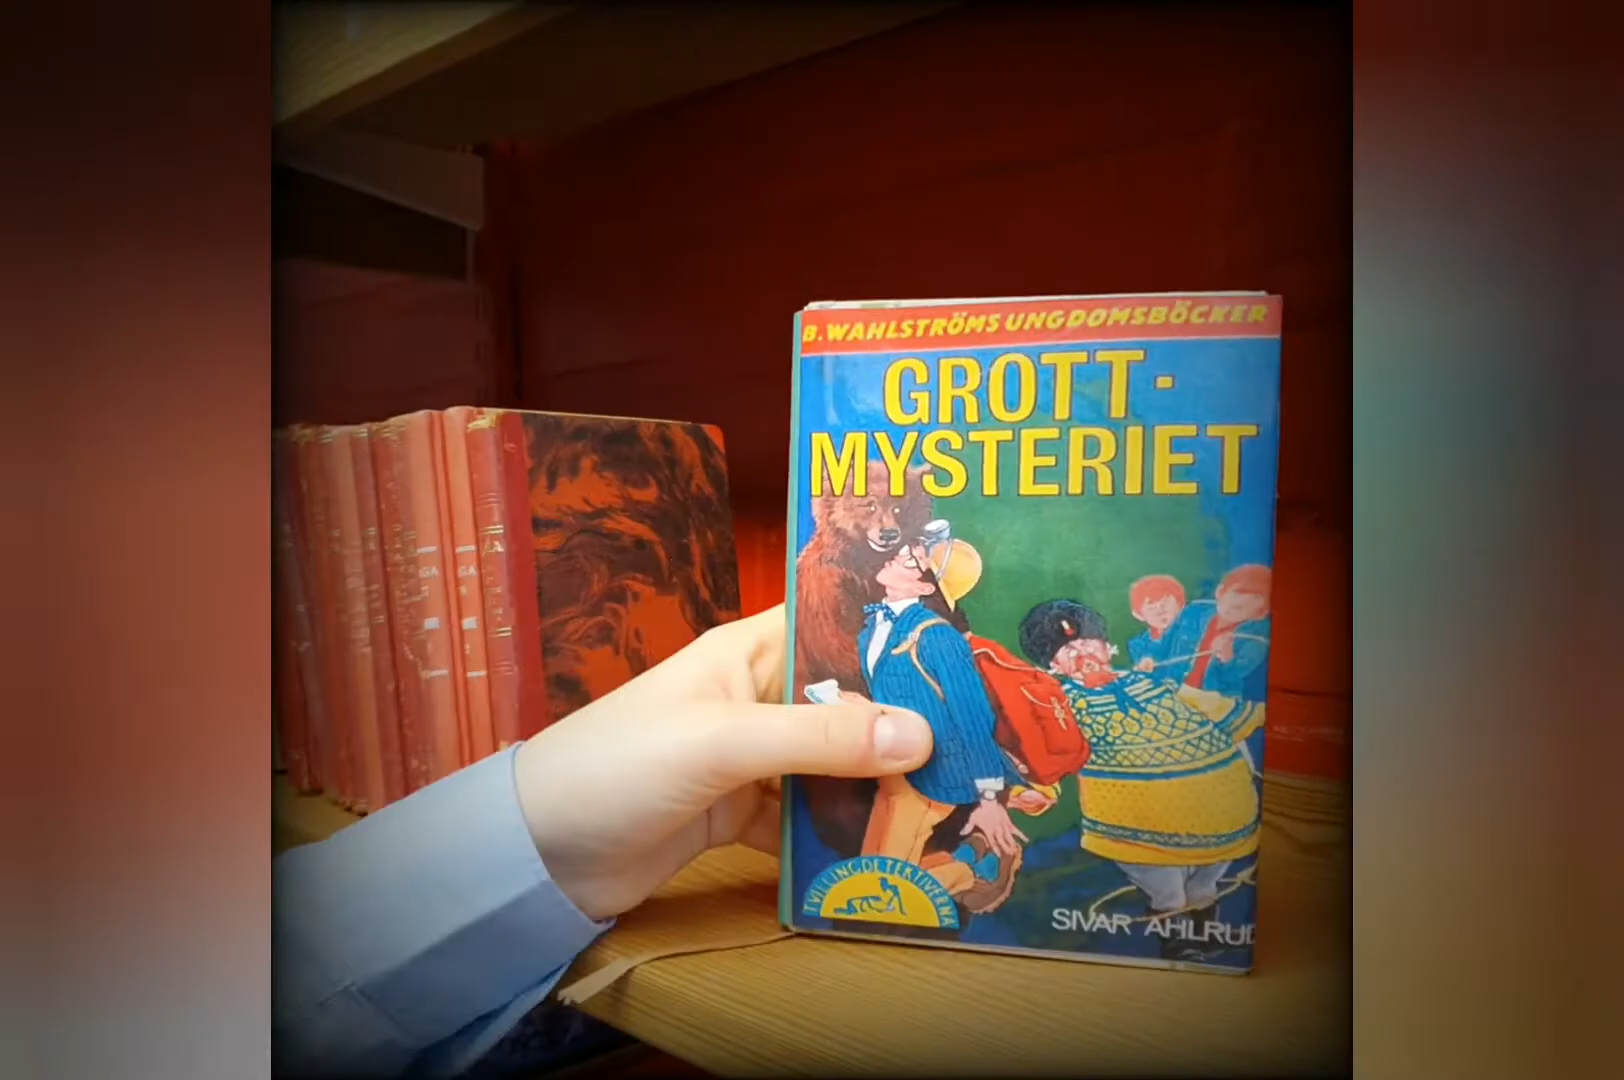 B. WAHLSTRÖMS UNGDOMSBÖCKER
GROTT-
MYSTERIET
TVILLINGDETEKTIVERNA
SIVAR AHLRUD